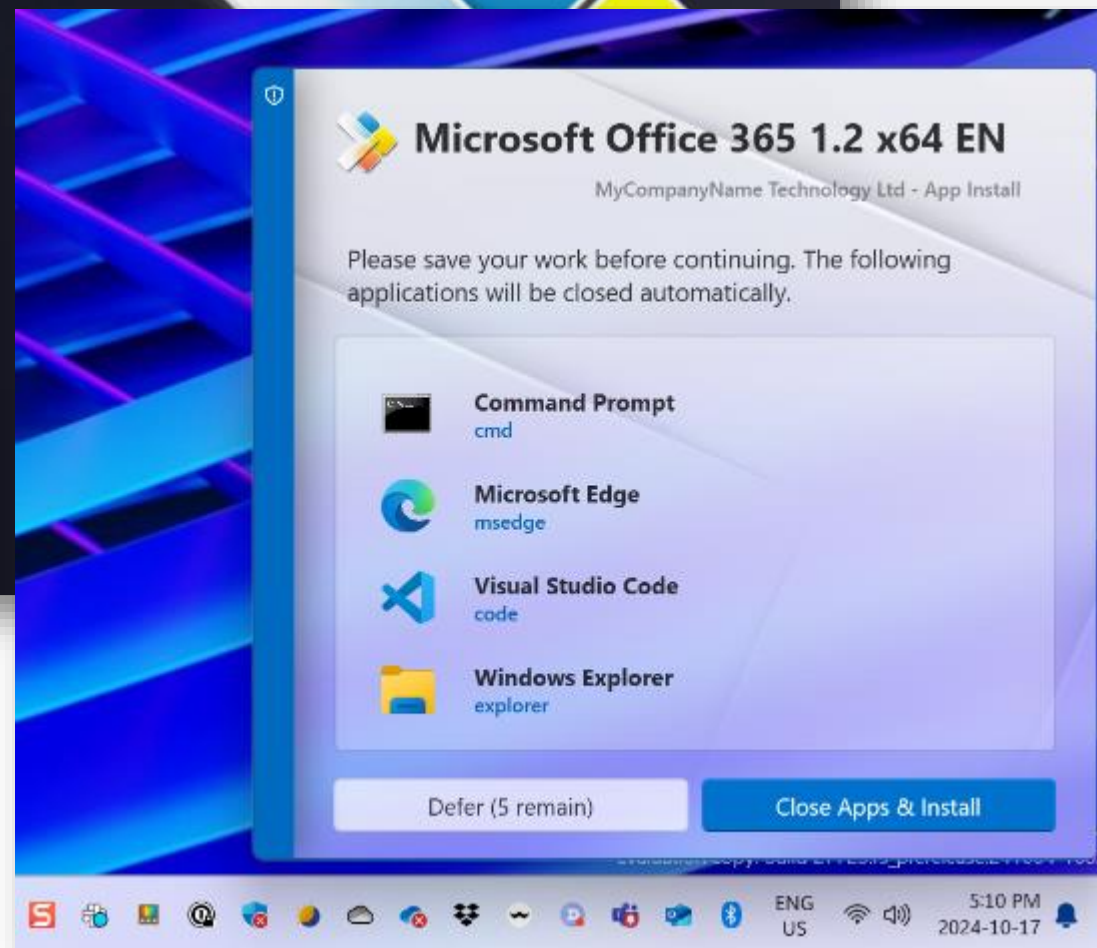 Microsoft Office 365 1.2 x64 EN
MyCompanyName Technology Ltd - App Install
Please save your work before continuing. The following
applications will be closed automatically.
Command Prompt
cmd
Microsoft Edge
msedge
Visual Studio Code
code
Windows Explorer
explorer
Defer (5 remain)
Close Apps & Install
ENG
US
5:10 PM
2024-10-17